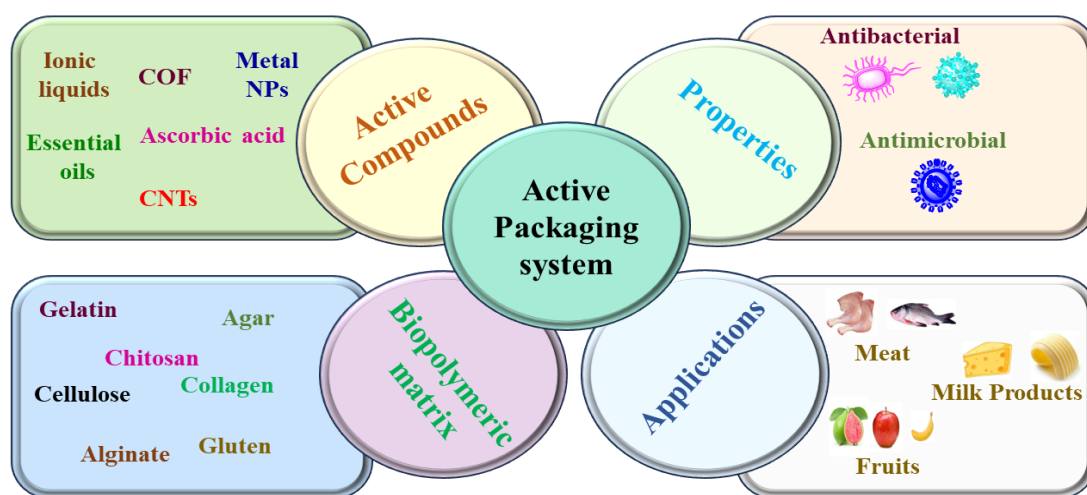 Ionic
liquids
COF
Metal
NPs
Essential
oils
Ascorbic acid
CNTs
Active
Compounds
Properties
Antibacterial
Antimicrobial
Active
Packaging
system
Gelatin
Agar
Chitosan
Cellulose
Collagen
Alginate
Gluten
Biopolymeric
matrix
Applications
Meat
Milk Products
Fruits